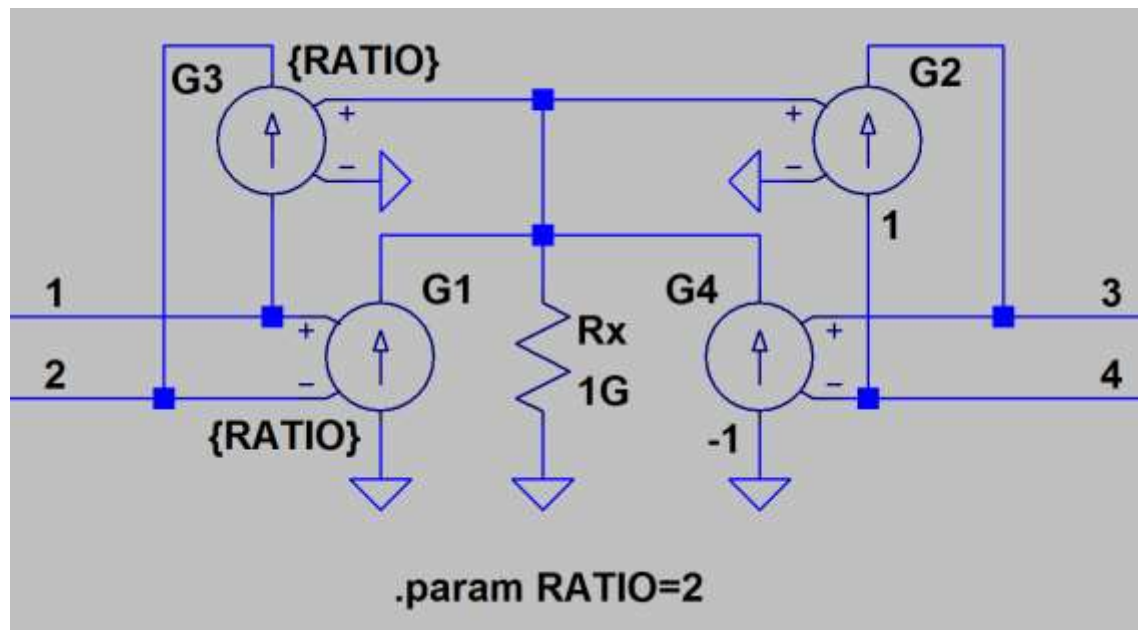 {RATIO}
G3
G2
+
+
−
−
1
1
G1
G4
3
+
Rx
+
2
−
1G
−
4
{RATIO}
-1
.param RATIO=2